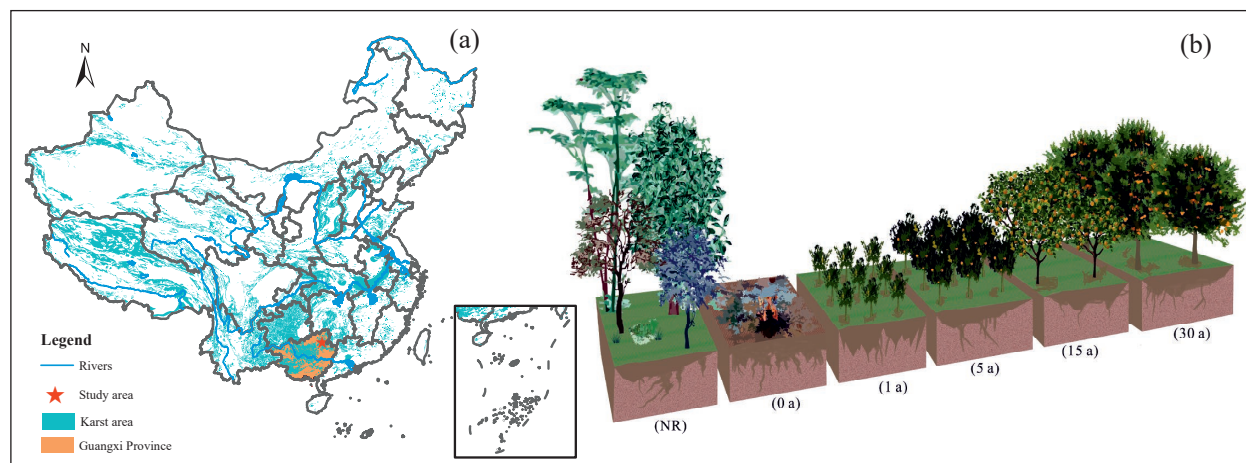 (a)
N
Legend
Rivers
Study area
Karst area
Guangxi Province
(b)
(NR)
(0 a)
(1 a)
(5 a)
(15 a)
(30 a)